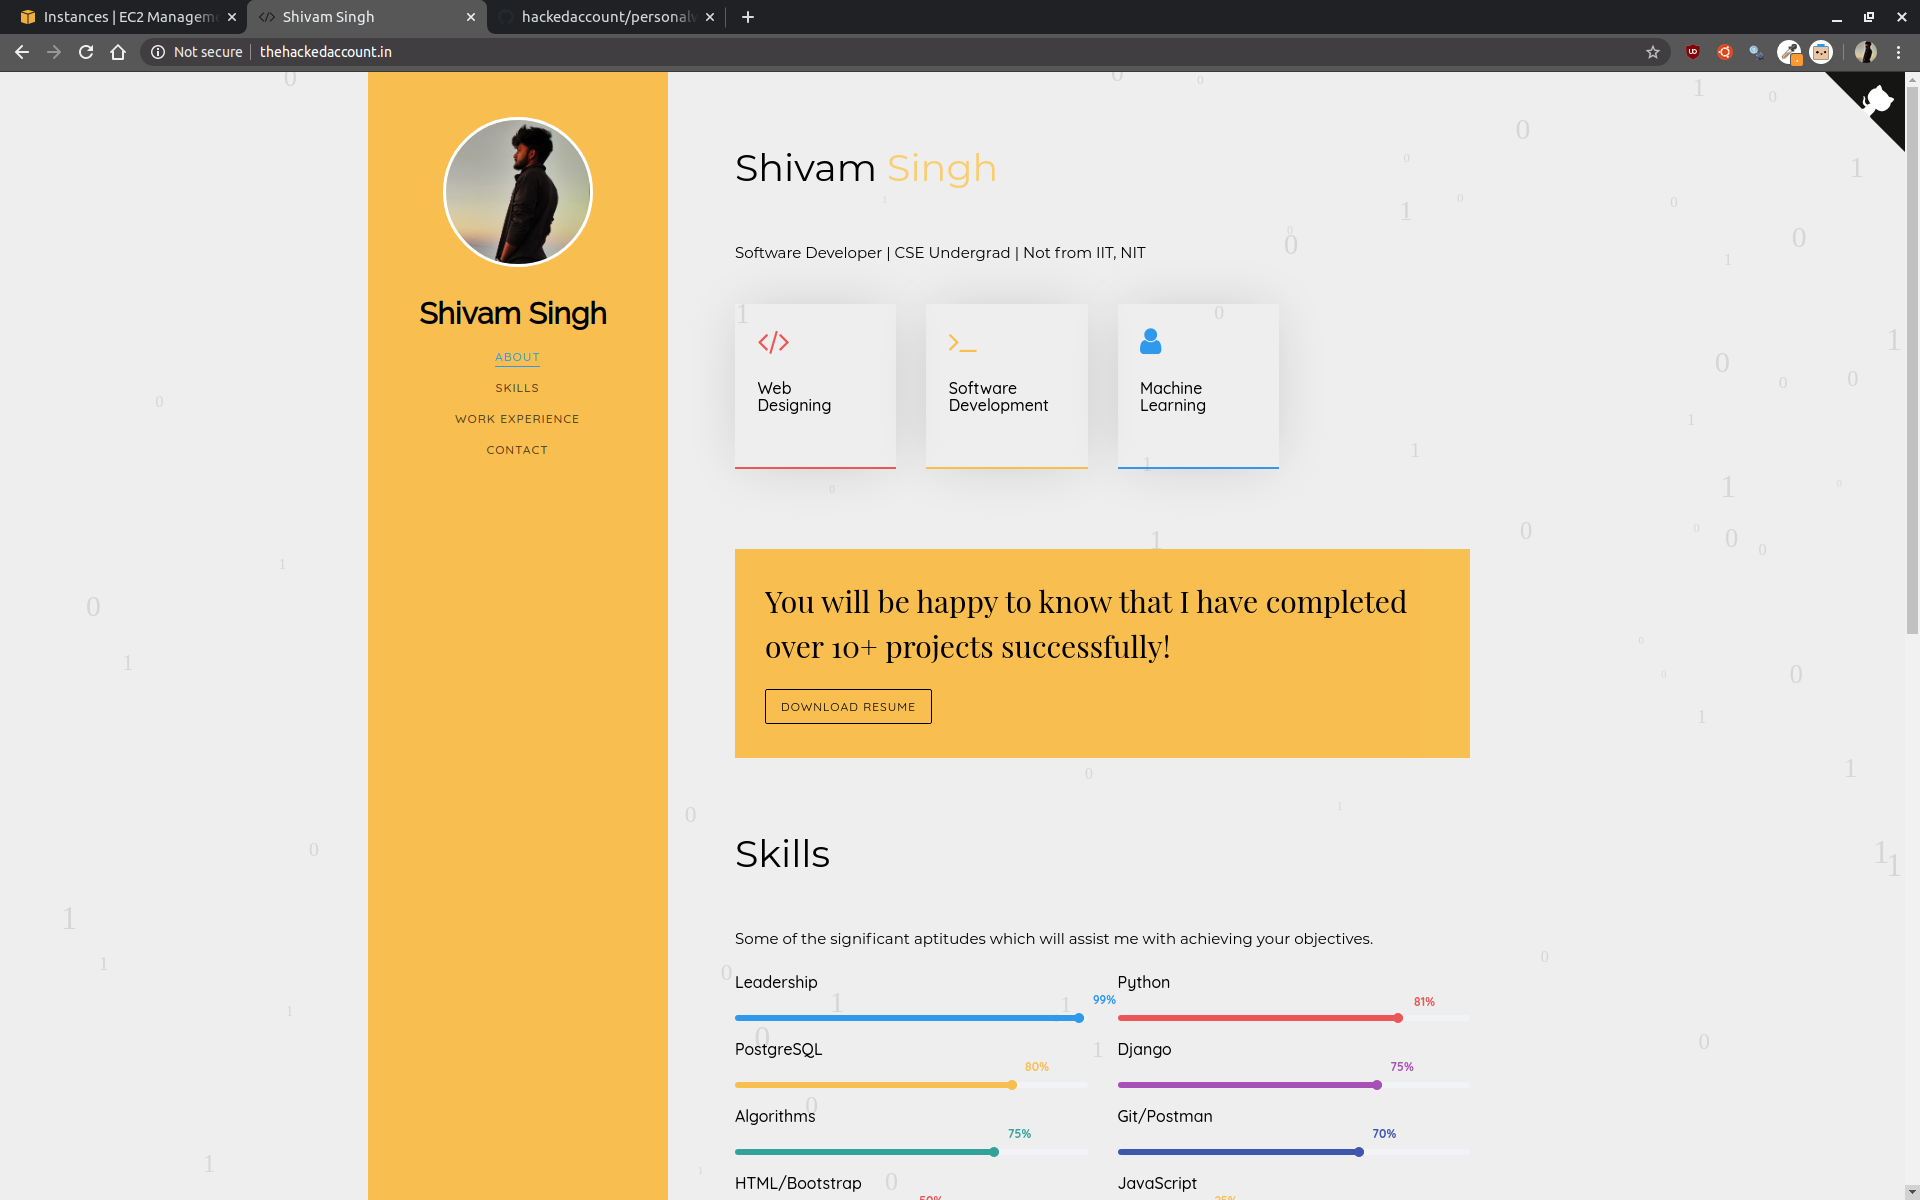 Instances | EC2 Managem
Shivam Singh
hackedaccount/personal
Not secure
thehackedaccount.in
Shivam Singh
ABOUT
SKILLS
WORK EXPERIENCE
CONTACT
Shivam Singh
Software Developer | CSE Undergrad | Not from IIT, NIT
Web
Designing
Software
Development
Machine
Learning
You will be happy to know that I have completed
over 10+ projects successfully!
DOWNLOAD RESUME
Skills
Some of the significant aptitudes which will assist me with achieving your objectives.
Leadership
99%
Python
81%
PostgreSQL
80%
Django
75%
Algorithms
75%
Git/Postman
70%
HTML/Bootstrap
JavaScript